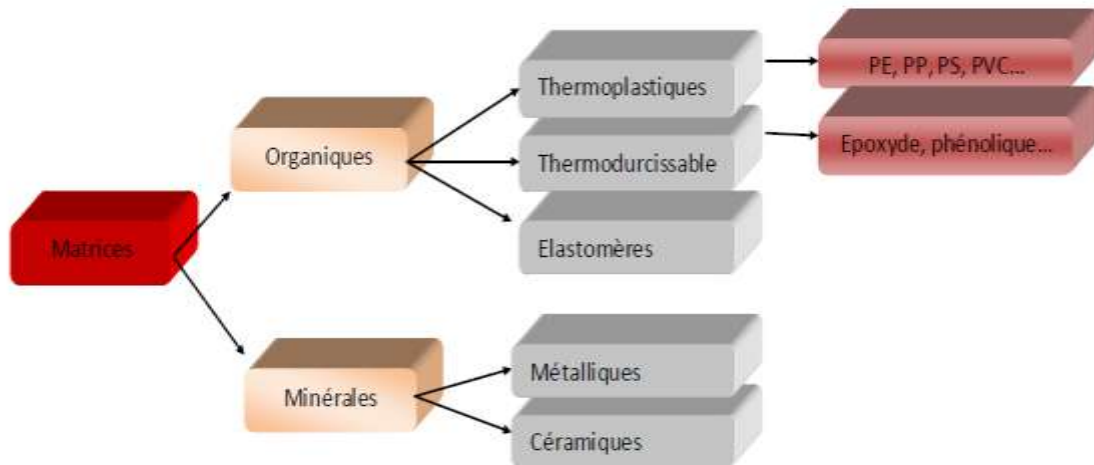 Matrices
Organiques
Minérales
Thermoplastiques
Thermodurcissable
Elastomères
Métalliques
Céramiques
PE, PP, PS, PVC...
Epoxyde, phénolique...